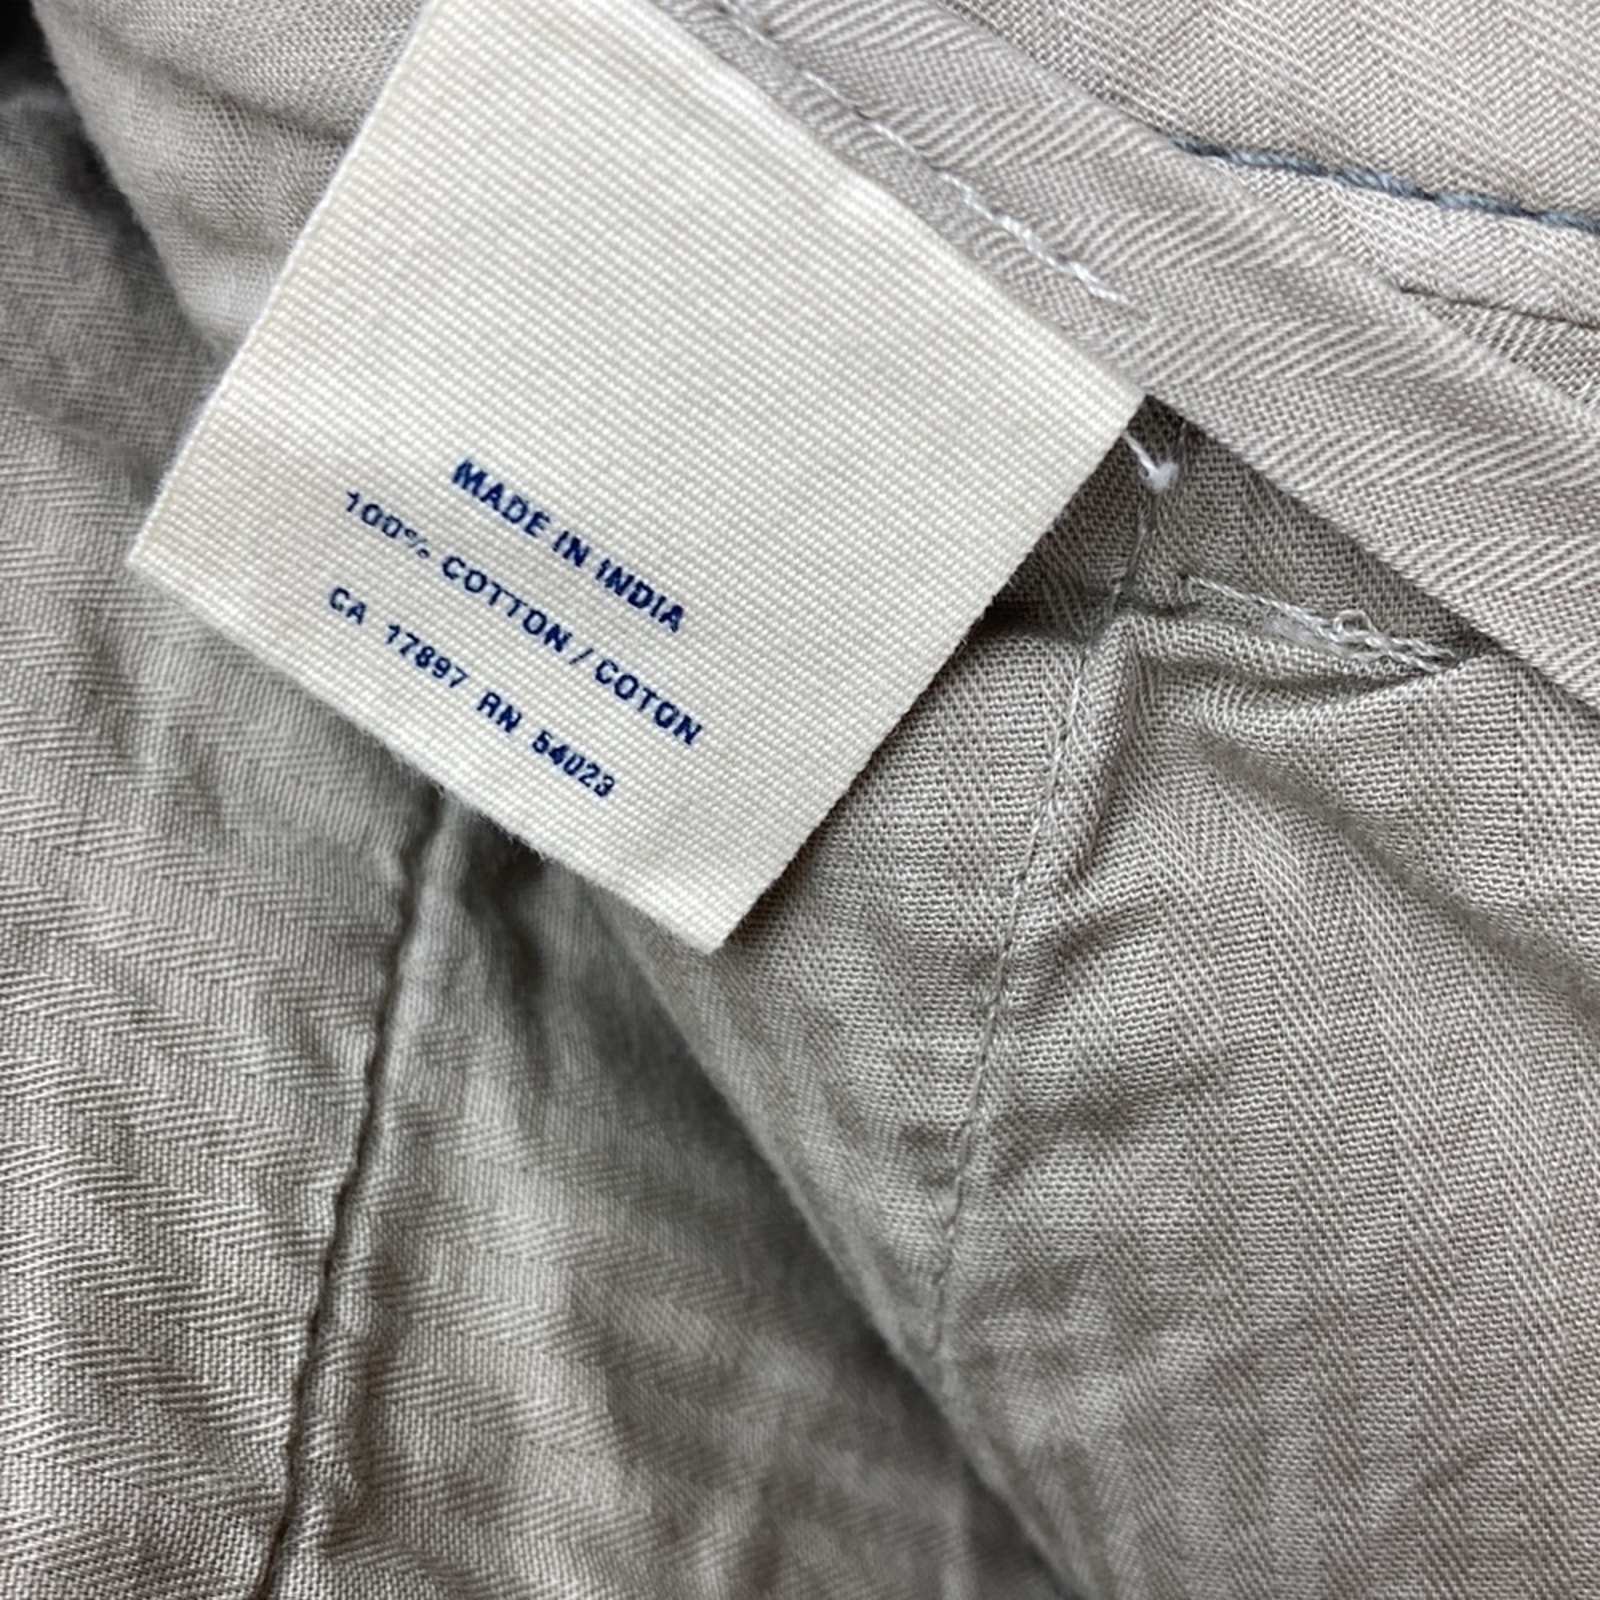 MADE IN INDIA
100% COTTON / COTON
CA 17897 RN 54023